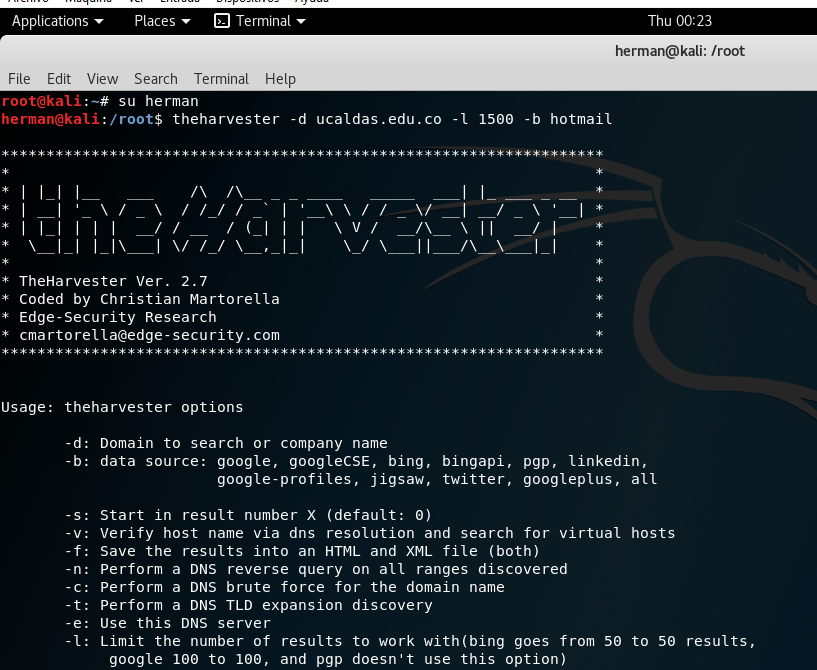 Archivo Máquina Ver Entrada Dispositivos Ayuda
Applications Places Terminal Thu 00:23
herman@kali: /root
File Edit View Search Terminal Help
root@kali:~# su herman
herman@kali:/root$ theharvester -d ucaldas.edu.co -l 1500 -b hotmail
*******************************************************************
*                                                                 *
* | |_| |__   ___    /\  /\__ _ _ ____   _____  ___| |_ ___ _ __  *
* | __| '_ \ / _ \  / /_/ / _` | '__\ \ / / _ \/ __| __/ _ \ '__| *
* | |_| | | |  __/ / __  / (_| | |   \ V /  __/\__ \ ||  __/ |    *
*  \__|_| |_|\___| \/ /_/ \__,_|_|    \_/ \___||___/\__\___|_|    *
*                                                                 *
* TheHarvester Ver. 2.7                                           *
* Coded by Christian Martorella                                   *
* Edge-Security Research                                          *
* cmartorella@edge-security.com                                   *
*******************************************************************
Usage: theharvester options
-d: Domain to search or company name
-b: data source: google, googleCSE, bing, bingapi, pgp, linkedin,
google-profiles, jigsaw, twitter, googleplus, all
-s: Start in result number X (default: 0)
-v: Verify host name via dns resolution and search for virtual hosts
-f: Save the results into an HTML and XML file (both)
-n: Perform a DNS reverse query on all ranges discovered
-c: Perform a DNS brute force for the domain name
-t: Perform a DNS TLD expansion discovery
-e: Use this DNS server
-l: Limit the number of results to work with(bing goes from 50 to 50 results,
google 100 to 100, and pgp doesn't use this option)